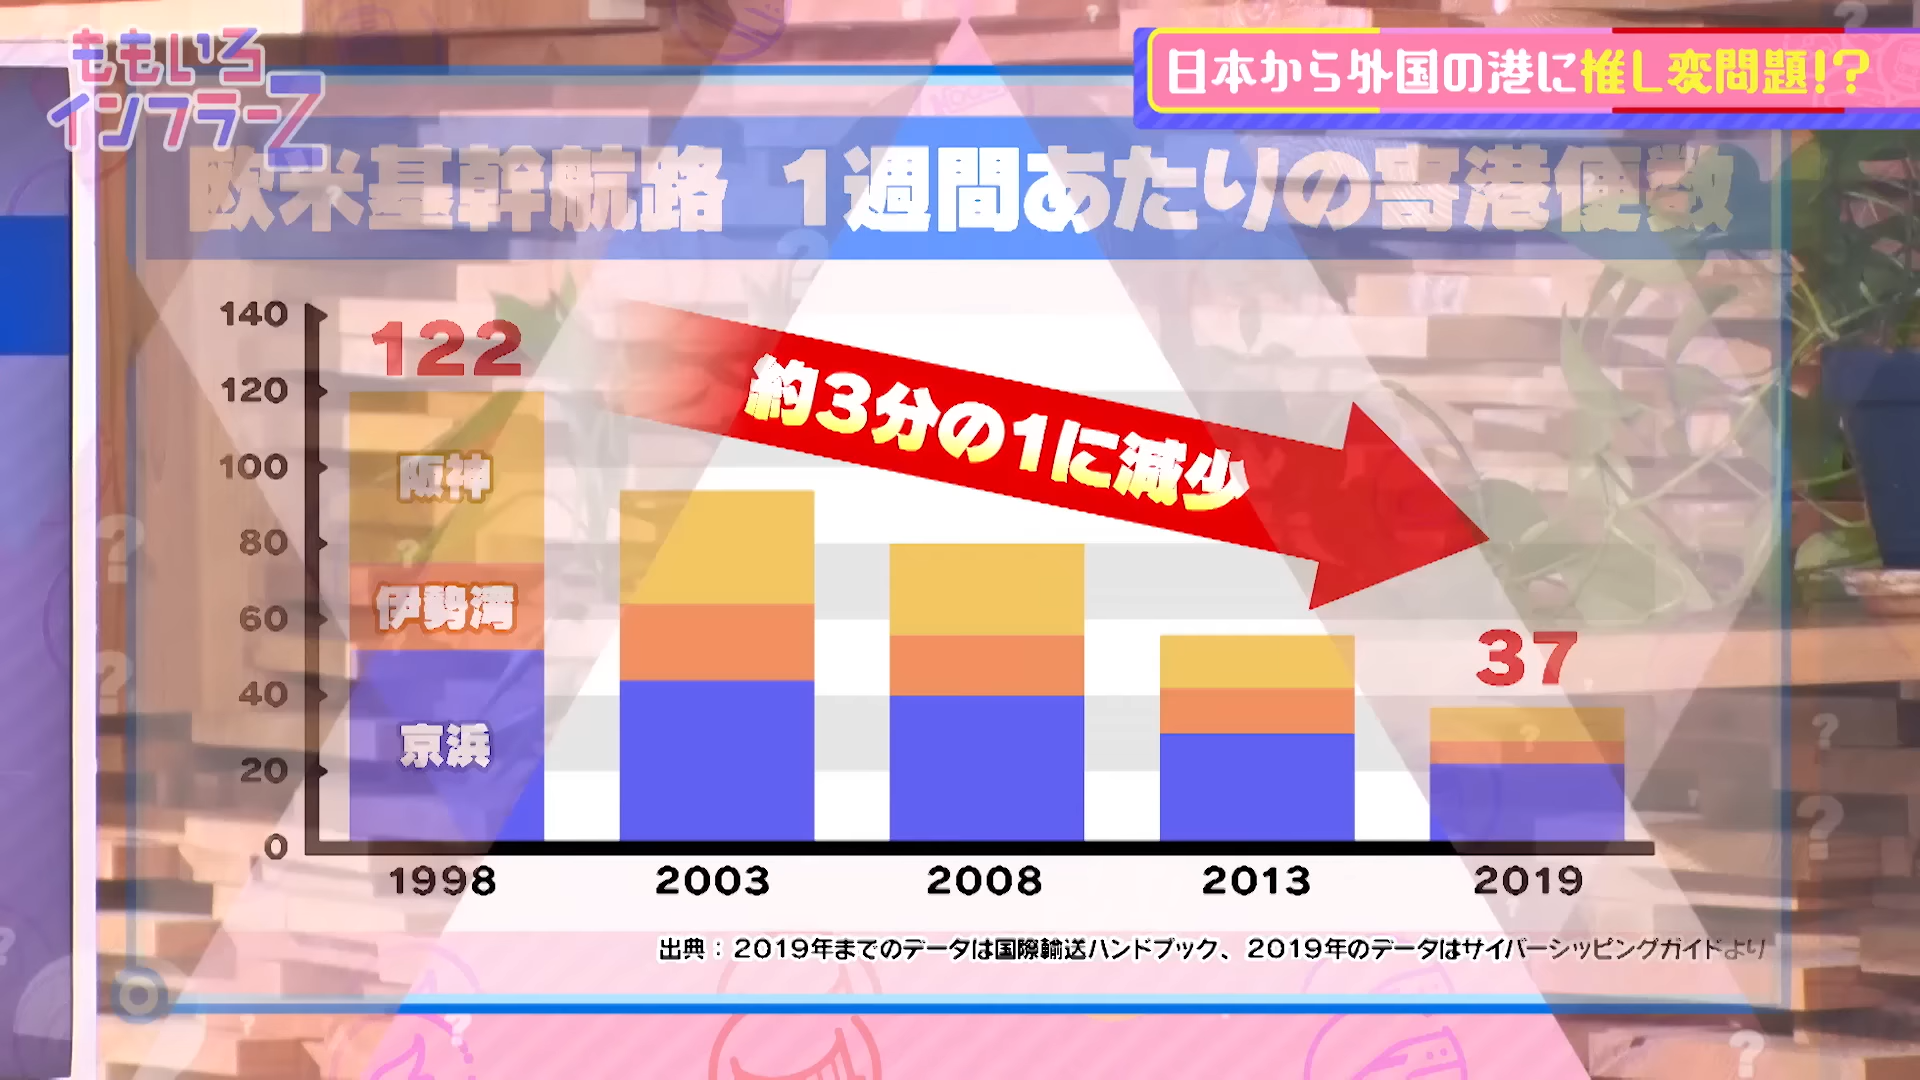 ももいろ
インフラーZ
日本から外国の港に推し変問題!?
欧米基幹航路 1週間あたりの寄港便数
140
120
100
80
60
40
20
0
122
阪神
伊勢湾
京浜
約3分の1に減少
37
1998
2003
2008
2013
2019
出典：2019年までのデータは国際輸送ハンドブック、2019年のデータはサイバーシッピングガイドより